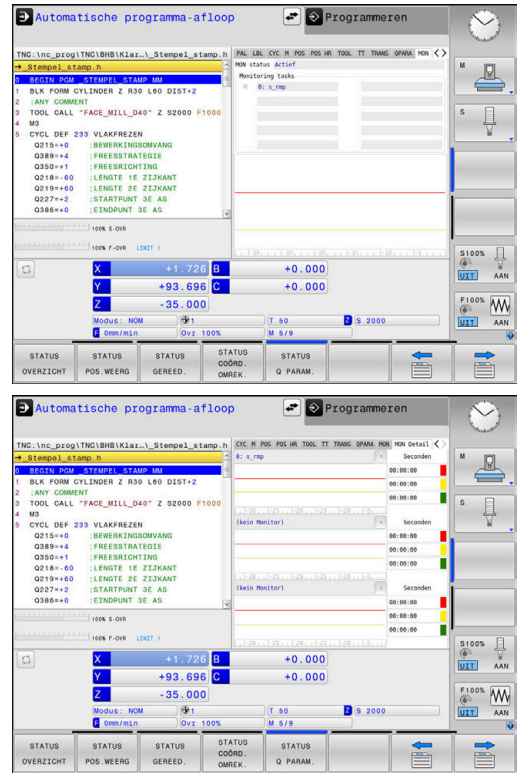 Automatische programma-afloop
Programmeren
TNC:\nc_prog\TNC\BHB\Klar…\_Stempel_stamp.h
PAL LBL CYC M POS POS HR TOOL TT TRANS QPARA MON
→_Stempel_stamp.h
MON status Actief
Monitoring tasks
0: s_rmp
0 BEGIN PGM _STEMPEL_STAMP MM
1 BLK FORM CYLINDER Z R30 L60 DIST+2
2 ;ANY COMMENT
3 TOOL CALL "FACE_MILL_D40" Z S2000 F1000
4 M3
5 CYCL DEF 233 VLAKFREZEN
Q215=+0 ;BEWERKINGSOMVANG
Q389=+4 ;FREESSTRATEGIE
Q350=+1 ;FREESRICHTING
Q218=-60 ;LENGTE 1E ZIJKANT
Q219=+60 ;LENGTE 2E ZIJKANT
Q227=+2 ;STARTPUNT 3E AS
Q386=+0 ;EINDPUNT 3E AS
100% S-OVR
100% F-OVR LIMIT 1
X +1.726 B +0.000
Y +93.696 C +0.000
Z -35.000
Modus: NOM 1 T 50 Z S 2000
F 0mm/min Ovr 100% M 5/9
M
S
S100%
UIT AAN
F100%
UIT AAN
STATUS OVERZICHT
STATUS POS.WEERG
STATUS GEREED.
STATUS COÖRD. OMREK.
STATUS Q PARAM.
Automatische programma-afloop
Programmeren
TNC:\nc_prog\TNC\BHB\Klar…\_Stempel_stamp.h
CYC M POS POS HR TOOL TT TRANS QPARA MON MON Detail
→_Stempel_stamp.h
0: s_rmp Seconden
00:00:00
00:00:00
00:00:00
(kein Monitor) Seconden
00:00:00
00:00:00
00:00:00
(kein Monitor) Seconden
00:00:00
00:00:00
00:00:00
0 BEGIN PGM _STEMPEL_STAMP MM
1 BLK FORM CYLINDER Z R30 L60 DIST+2
2 ;ANY COMMENT
3 TOOL CALL "FACE_MILL_D40" Z S2000 F1000
4 M3
5 CYCL DEF 233 VLAKFREZEN
Q215=+0 ;BEWERKINGSOMVANG
Q389=+4 ;FREESSTRATEGIE
Q350=+1 ;FREESRICHTING
Q218=-60 ;LENGTE 1E ZIJKANT
Q219=+60 ;LENGTE 2E ZIJKANT
Q227=+2 ;STARTPUNT 3E AS
Q386=+0 ;EINDPUNT 3E AS
100% S-OVR
100% F-OVR LIMIT 1
X +1.726 B +0.000
Y +93.696 C +0.000
Z -35.000
Modus: NOM 1 T 50 Z S 2000
F 0mm/min Ovr 100% M 5/9
M
S
S100%
UIT AAN
F100%
UIT AAN
STATUS OVERZICHT
STATUS POS.WEERG
STATUS GEREED.
STATUS COÖRD. OMREK.
STATUS Q PARAM.